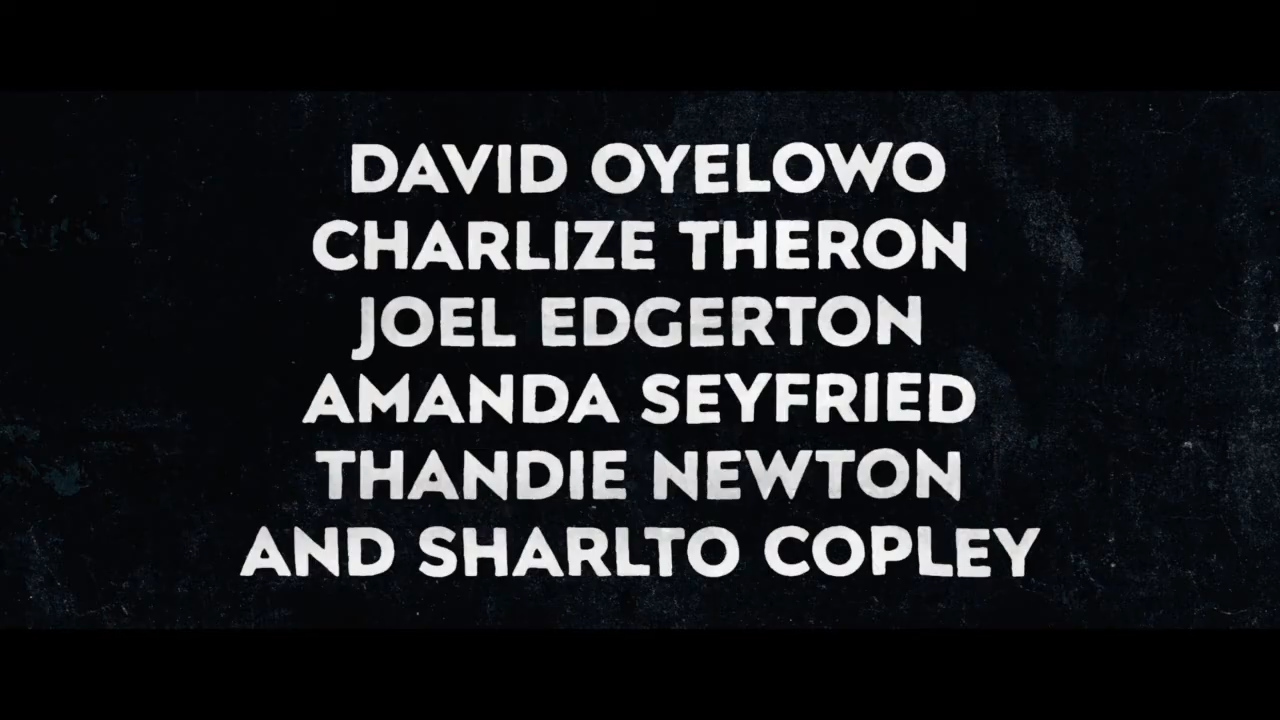 DAVID OYELOWO
CHARLIZE THERON
JOEL EDGERTON
AMANDA SEYFRIED
THANDIE NEWTON
AND SHARLTO COPLEY